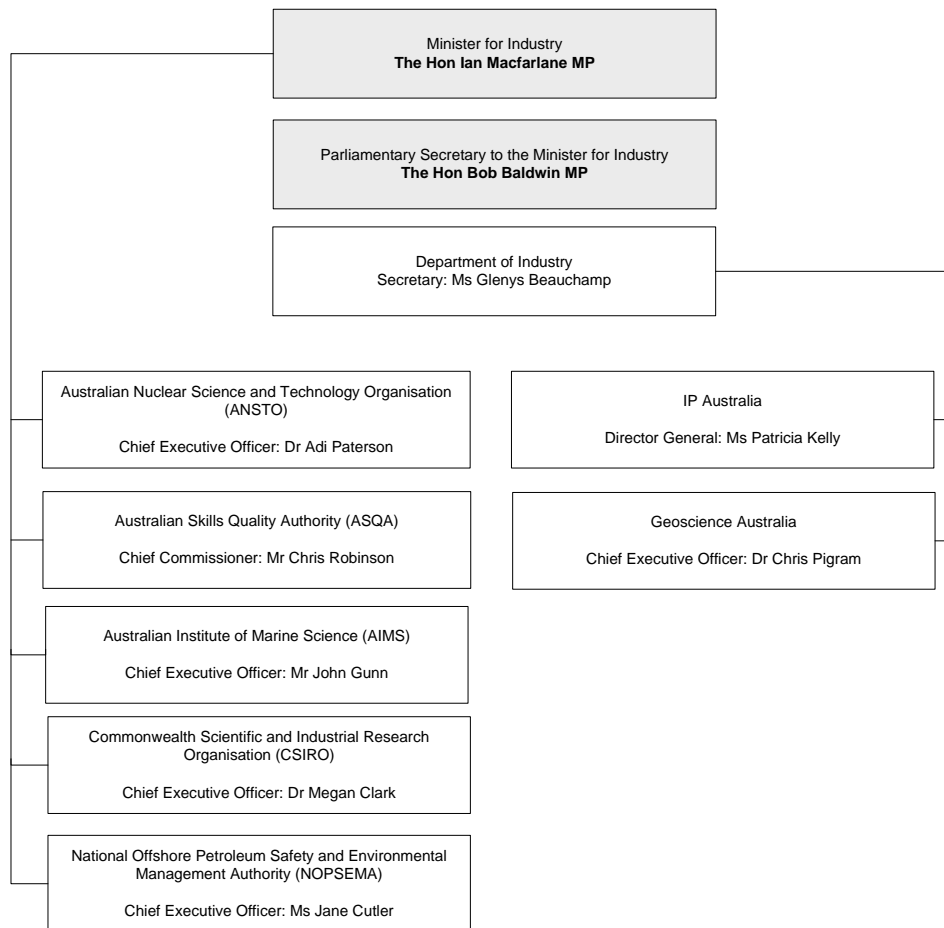 Minister for Industry
The Hon Ian Macfarlane MP
Parliamentary Secretary to the Minister for Industry
The Hon Bob Baldwin MP
Department of Industry
Secretary: Ms Glenys Beauchamp
Australian Nuclear Science and Technology Organisation
(ANSTO)
Chief Executive Officer: Dr Adi Paterson
IP Australia
Director General: Ms Patricia Kelly
Australian Skills Quality Authority (ASQA)
Chief Commissioner: Mr Chris Robinson
Geoscience Australia
Chief Executive Officer: Dr Chris Pigram
Australian Institute of Marine Science (AIMS)
Chief Executive Officer: Mr John Gunn
Commonwealth Scientific and Industrial Research
Organisation (CSIRO)
Chief Executive Officer: Dr Megan Clark
National Offshore Petroleum Safety and Environmental
Management Authority (NOPSEMA)
Chief Executive Officer: Ms Jane Cutler